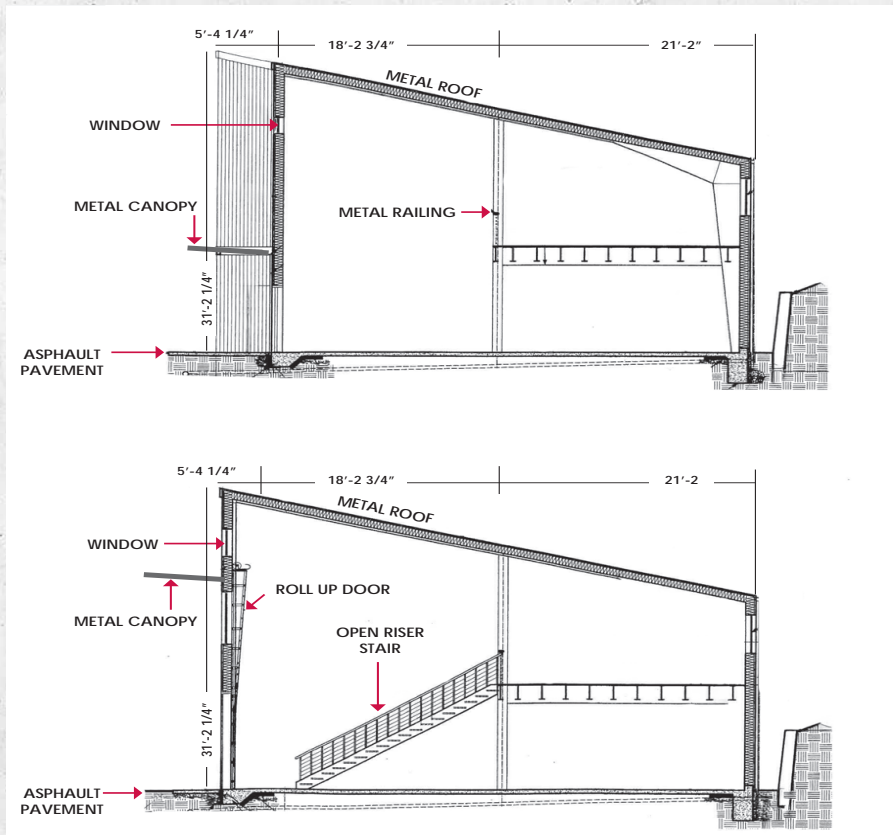 5'-4 1/4"
18'-2 3/4"
21'-2"
METAL ROOF
WINDOW
METAL CANOPY
METAL RAILING
31'-2 1/4"
ASPHALT
PAVEMENT
5'-4 1/4"
18'-2 3/4"
21'-2
METAL ROOF
WINDOW
ROLL UP DOOR
METAL CANOPY
OPEN RISER
STAIR
31'-2 1/4"
ASPHALT
PAVEMENT